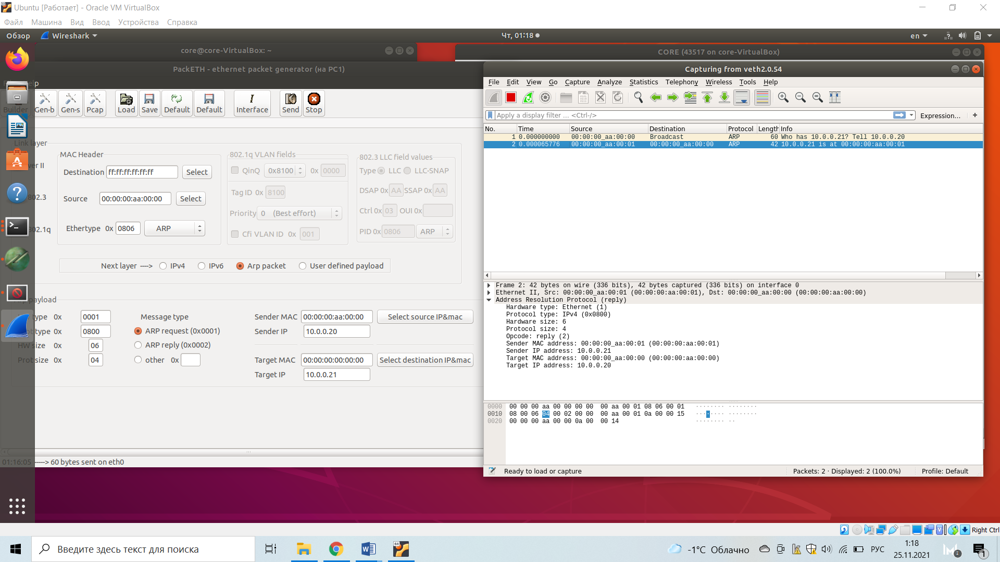 Ubuntu [Работает] - Oracle VM VirtualBox
Файл Машина Вид Ввод Устройства Справка
Обзор Wireshark Чт, 01:18 en
core@core-VirtualBox: ~
CORE (43517 on core-VirtualBox)
PackETH - ethernet packet generator (на PC1)
Builder Gen-b Gen-s Pcap Load Save Default Default Interface Send Stop
Link layer
MAC Header
ver II
802.3
802.1q
Destination ff:ff:ff:ff:ff:ff Select
Source 00:00:00:aa:00:00 Select
Ethertype 0x 0806 ARP
802.1q VLAN fields
QinQ 0x8100 0x 0000
Tag ID 0x 8100
Priority 0 (Best effort)
Cfi VLAN ID 0x 001
802.3 LLC field values
Type LLC LLC-SNAP
DSAP 0x AA SSAP 0x AA
Ctrl 0x 03 OUI 0x
PID 0x 0806 ARP
Next layer ----> IPv4 IPv6 Arp packet User defined payload
payload
type 0x 0001
type 0x 0800
HW size 0x 06
Prot size 0x 04
Message type
ARP request (0x0001)
ARP reply (0x0002)
other 0x
Sender MAC 00:00:00:aa:00:00 Select source IP&mac
Sender IP 10.0.0.20
Target MAC 00:00:00:00:00:00 Select destination IP&mac
Target IP 10.0.0.21
01:16:05 ----> 60 bytes sent on eth0
Capturing from veth2.0.54
File Edit View Go Capture Analyze Statistics Telephony Wireless Tools Help
Apply a display filter ... <Ctrl-/> Expression... +
No. Time Source Destination Protocol Length Info
1 0.000000000 00:00:00_aa:00:00 Broadcast ARP 60 Who has 10.0.0.21? Tell 10.0.0.20
2 0.000065776 00:00:00_aa:00:01 00:00:00_aa:00:00 ARP 42 10.0.0.21 is at 00:00:00:aa:00:01
Frame 2: 42 bytes on wire (336 bits), 42 bytes captured (336 bits) on interface 0
Ethernet II, Src: 00:00:00_aa:00:01 (00:00:00:aa:00:01), Dst: 00:00:00_aa:00:00 (00:00:00:aa:00:00)
Address Resolution Protocol (reply)
Hardware type: Ethernet (1)
Protocol type: IPv4 (0x0800)
Hardware size: 6
Protocol size: 4
Opcode: reply (2)
Sender MAC address: 00:00:00_aa:00:01 (00:00:00:aa:00:01)
Sender IP address: 10.0.0.21
Target MAC address: 00:00:00_aa:00:00 (00:00:00:aa:00:00)
Target IP address: 10.0.0.20
0000 00 00 00 aa 00 00 00 00 00 aa 00 01 08 06 00 01 ········ ········
0010 08 00 06 04 00 02 00 00 00 aa 00 01 0a 00 00 15 ········ ········
0020 00 00 00 aa 00 00 0a 00 00 14 ········ ··
Ready to load or capture Packets: 2 · Displayed: 2 (100.0%) Profile: Default
Right Ctrl
Введите здесь текст для поиска
-1°C Облачно РУС
1:18
25.11.2021
3
1
64